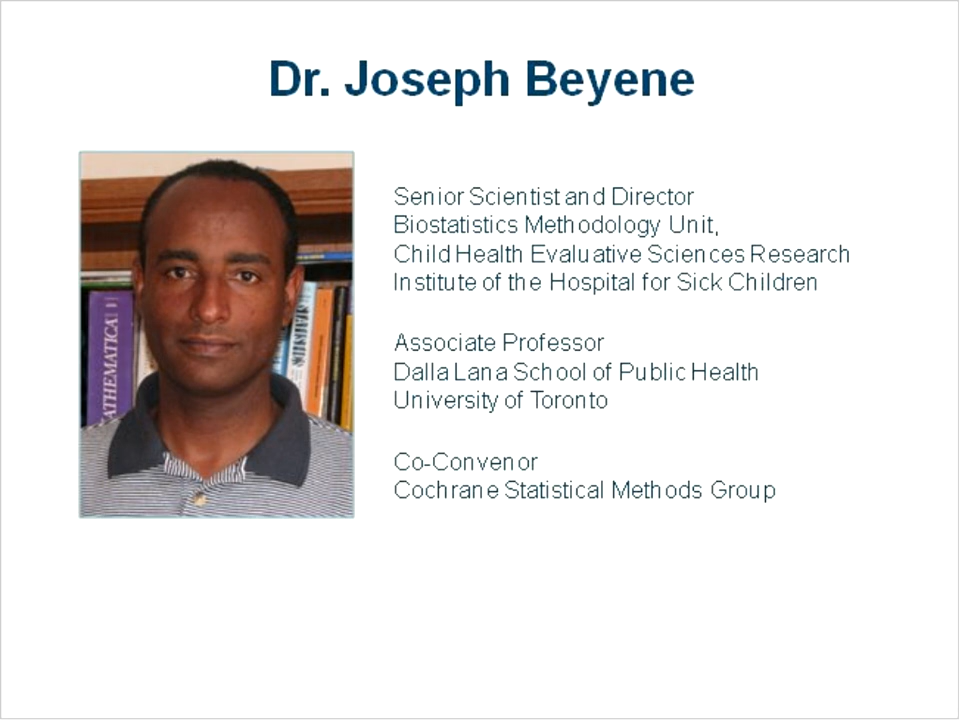 Dr. Joseph Beyene
Senior Scientist and Director
Biostatistics Methodology Unit,
Child Health Evaluative Sciences Research
Institute of the Hospital for Sick Children
Associate Professor
Dalla Lana School of Public Health
University of Toronto
Co-Convenor
Cochrane Statistical Methods Group
MATHEMATICA